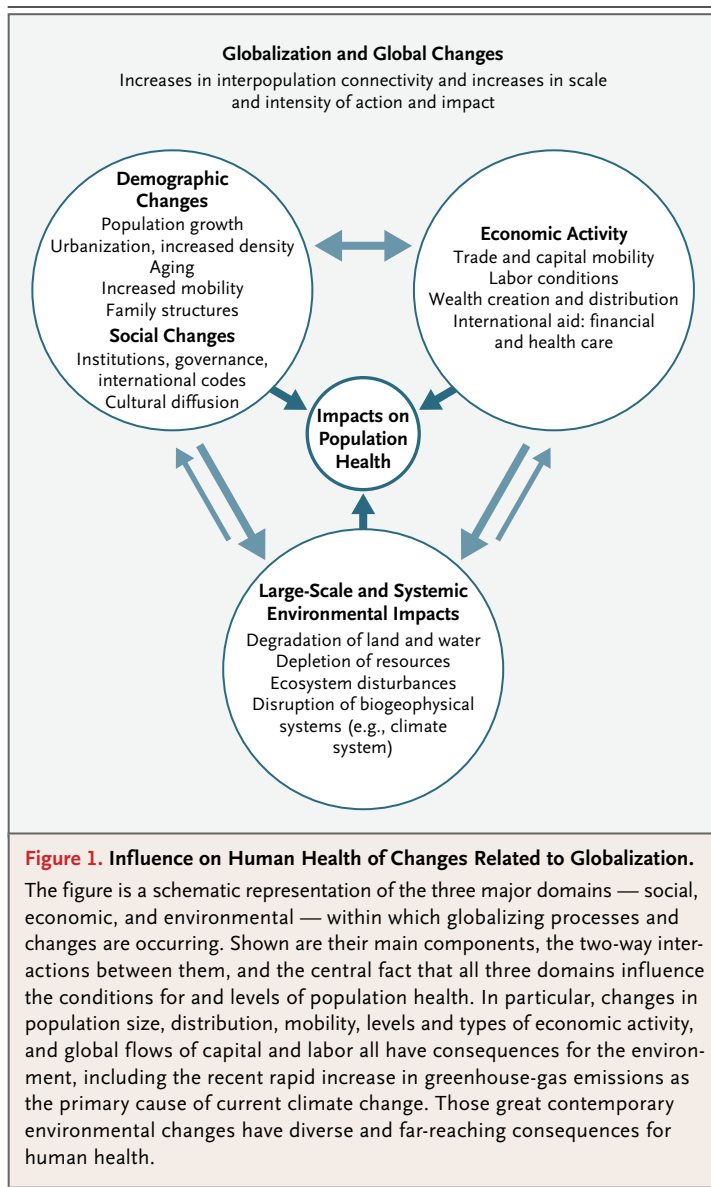 Globalization and Global Changes
Increases in interpopulation connectivity and increases in scale
and intensity of action and impact
Demographic
Changes
Population growth
Urbanization, increased density
Aging
Increased mobility
Family structures
Social Changes
Institutions, governance,
international codes
Cultural diffusion
Economic Activity
Trade and capital mobility
Labor conditions
Wealth creation and distribution
International aid: financial
and health care
Impacts on
Population
Health
Large-Scale and Systemic
Environmental Impacts
Degradation of land and water
Depletion of resources
Ecosystem disturbances
Disruption of biogeophysical
systems (e.g., climate
system)
Figure 1. Influence on Human Health of Changes Related to Globalization.
The figure is a schematic representation of the three major domains — social,
economic, and environmental — within which globalizing processes and
changes are occurring. Shown are their main components, the two-way inter-
actions between them, and the central fact that all three domains influence
the conditions for and levels of population health. In particular, changes in
population size, distribution, mobility, levels and types of economic activity,
and global flows of capital and labor all have consequences for the environ-
ment, including the recent rapid increase in greenhouse-gas emissions as
the primary cause of current climate change. Those great contemporary
environmental changes have diverse and far-reaching consequences for
human health.